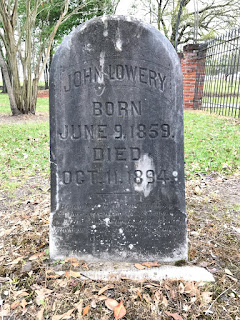 JOHN LOWERY
BORN
JUNE 9, 1859.
DIED
OCT. 11, 1894.